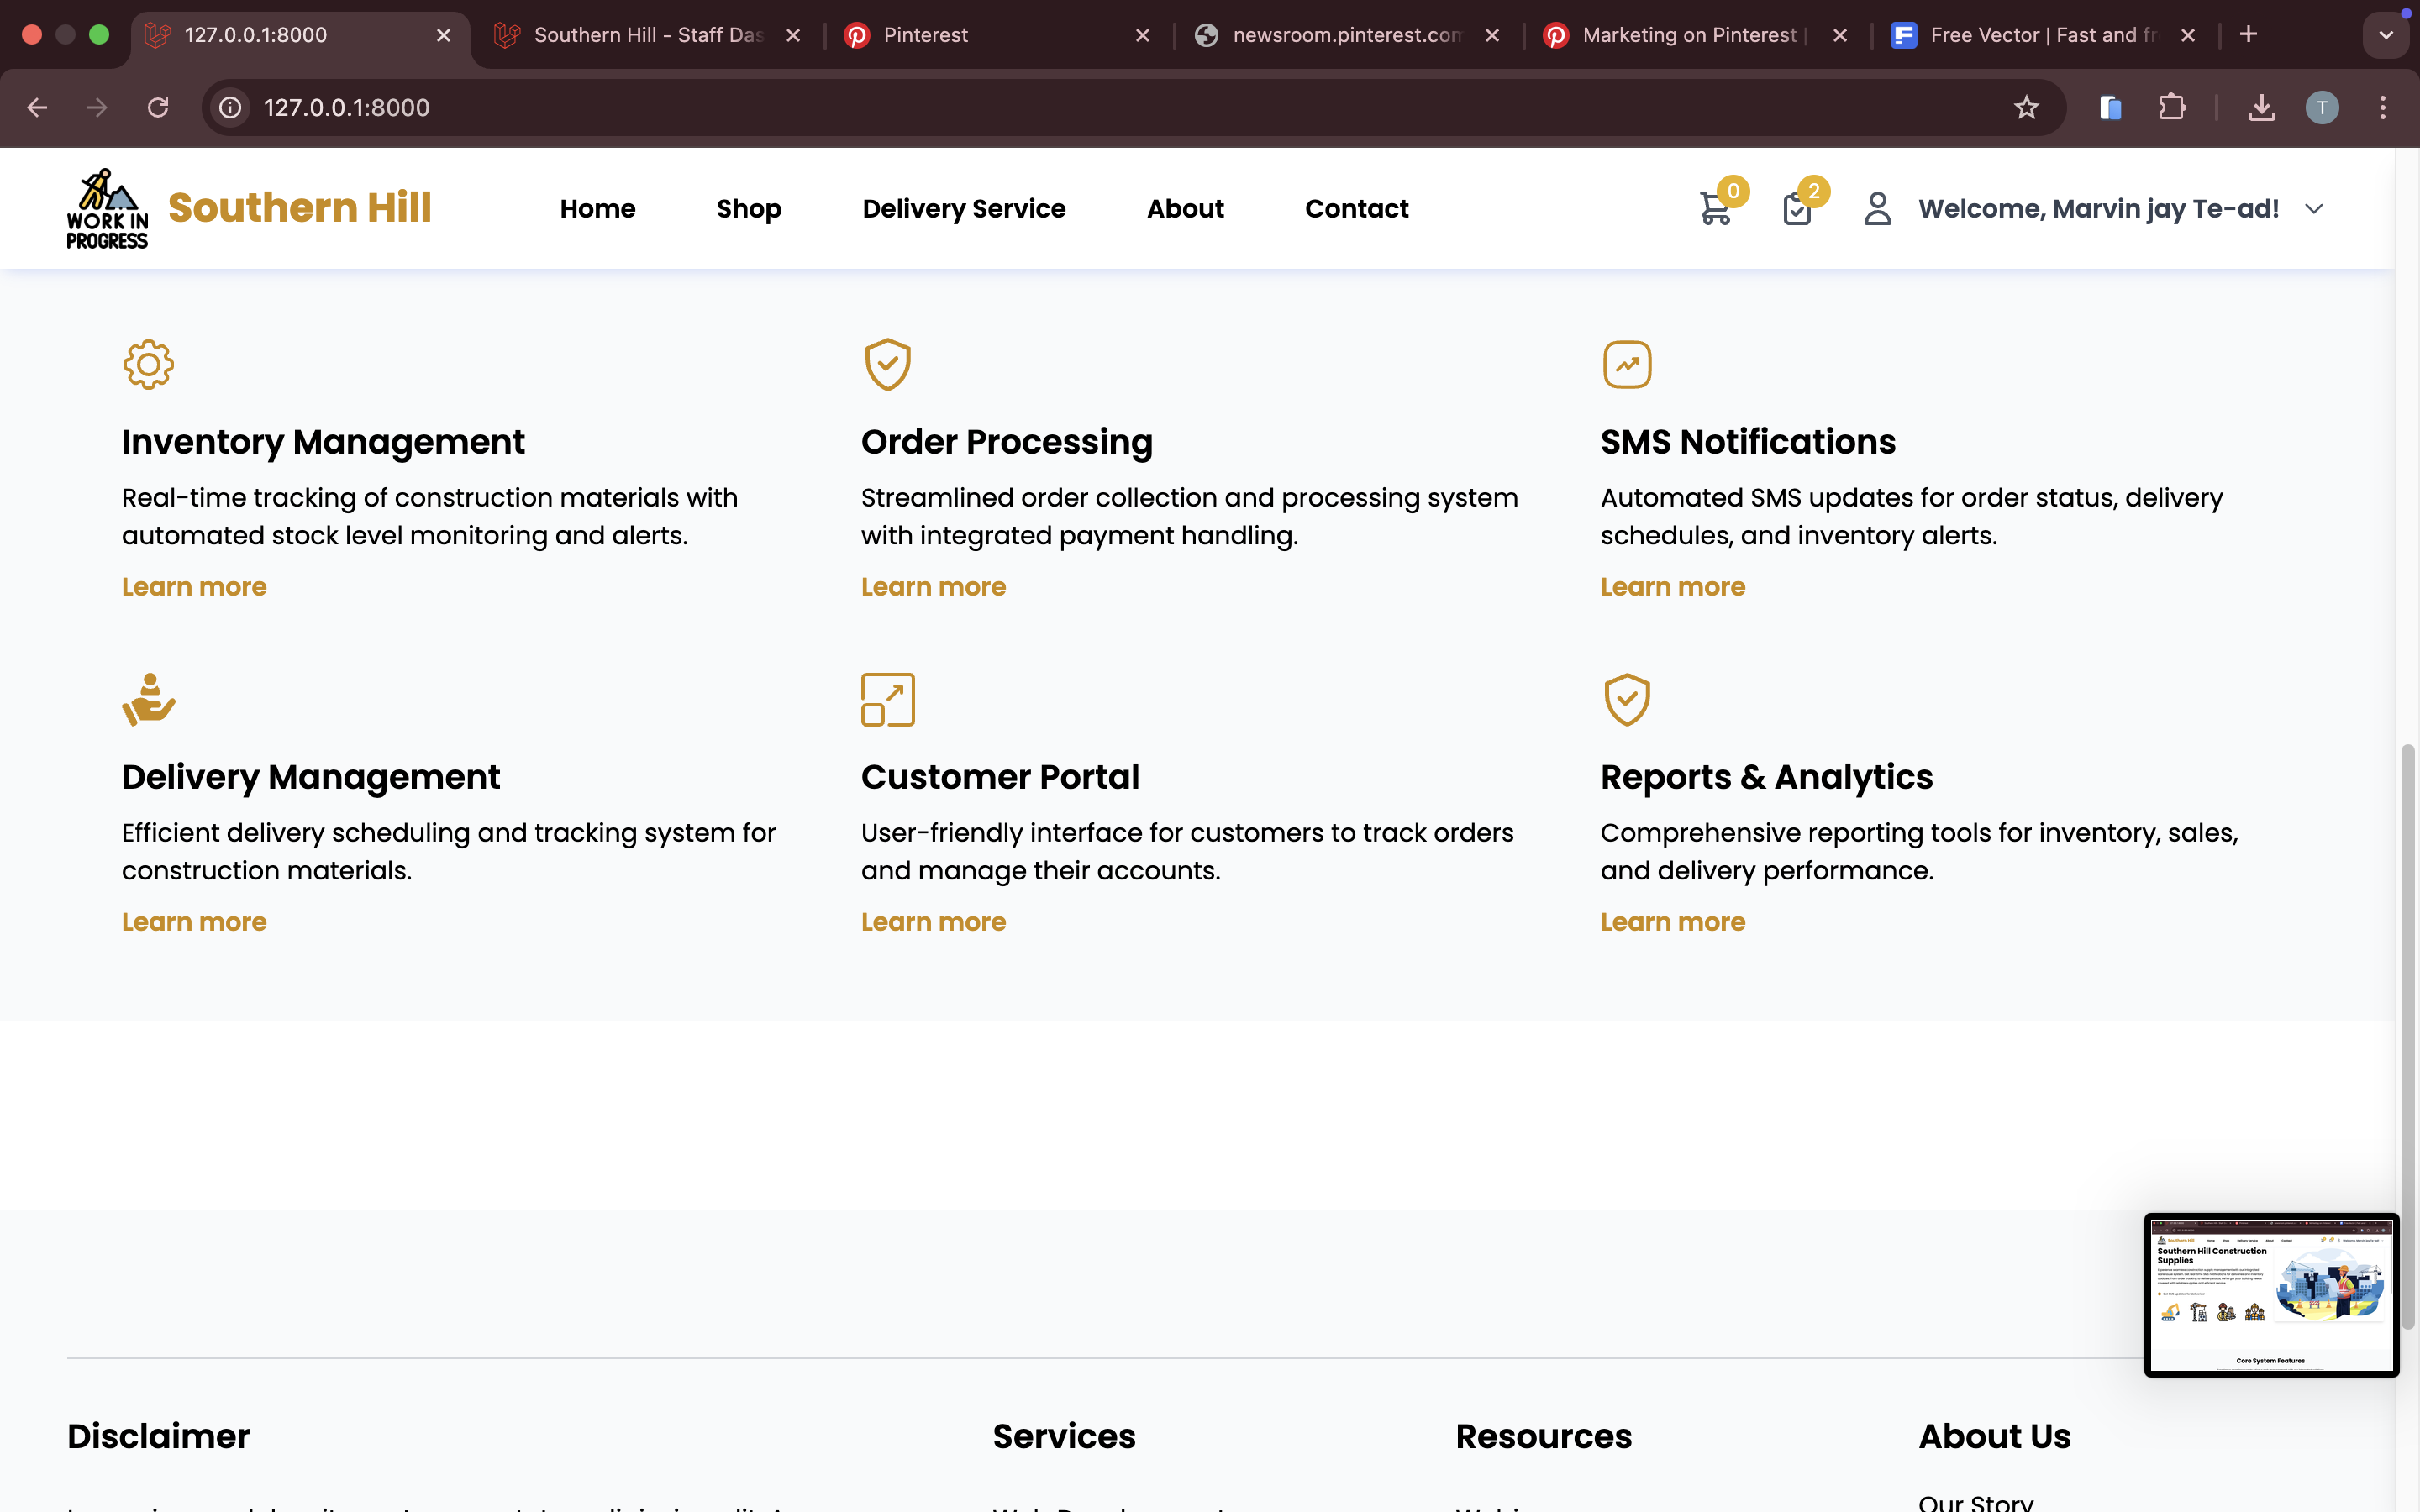 127.0.0.1:8000
Southern Hill - Staff Das
Pinterest
newsroom.pinterest.com
Marketing on Pinterest |
Free Vector | Fast and fr
127.0.0.1:8000
T
WORK IN
PROGRESS
Southern Hill
Home
Shop
Delivery Service
About
Contact
0
2
Welcome, Marvin jay Te-ad!
Inventory Management
Real-time tracking of construction materials with
automated stock level monitoring and alerts.
Learn more
Order Processing
Streamlined order collection and processing system
with integrated payment handling.
Learn more
SMS Notifications
Automated SMS updates for order status, delivery
schedules, and inventory alerts.
Learn more
Delivery Management
Efficient delivery scheduling and tracking system for
construction materials.
Learn more
Customer Portal
User-friendly interface for customers to track orders
and manage their accounts.
Learn more
Reports & Analytics
Comprehensive reporting tools for inventory, sales,
and delivery performance.
Learn more
Southern Hill Construction
Supplies
Core System Features
Disclaimer
Services
Resources
About Us
Our Story